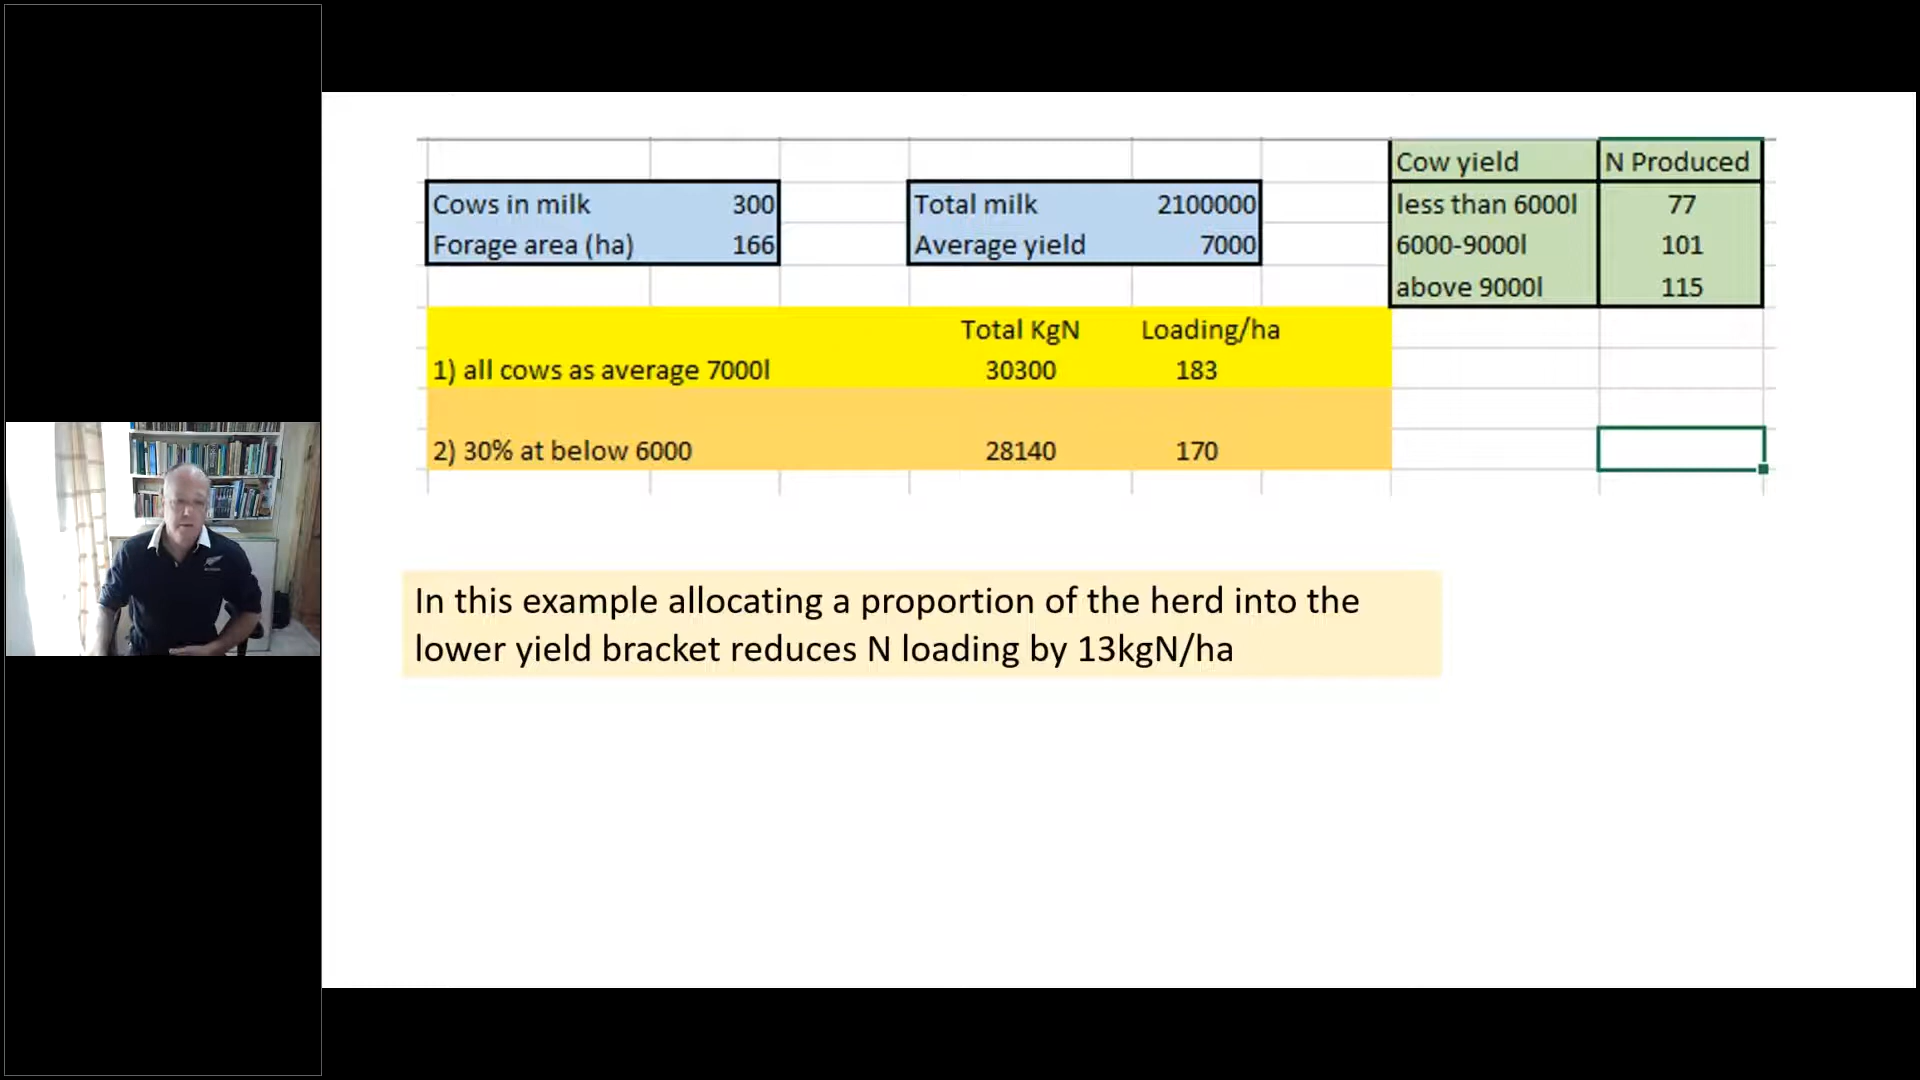 Cow yield N Produced
Cows in milk 300 Total milk 2100000 less than 6000l 77
Forage area (ha) 166 Average yield 7000 6000-9000l 101
above 9000l 115
Total KgN Loading/ha
1) all cows as average 7000l 30300 183
2) 30% at below 6000 28140 170
In this example allocating a proportion of the herd into the
lower yield bracket reduces N loading by 13kgN/ha